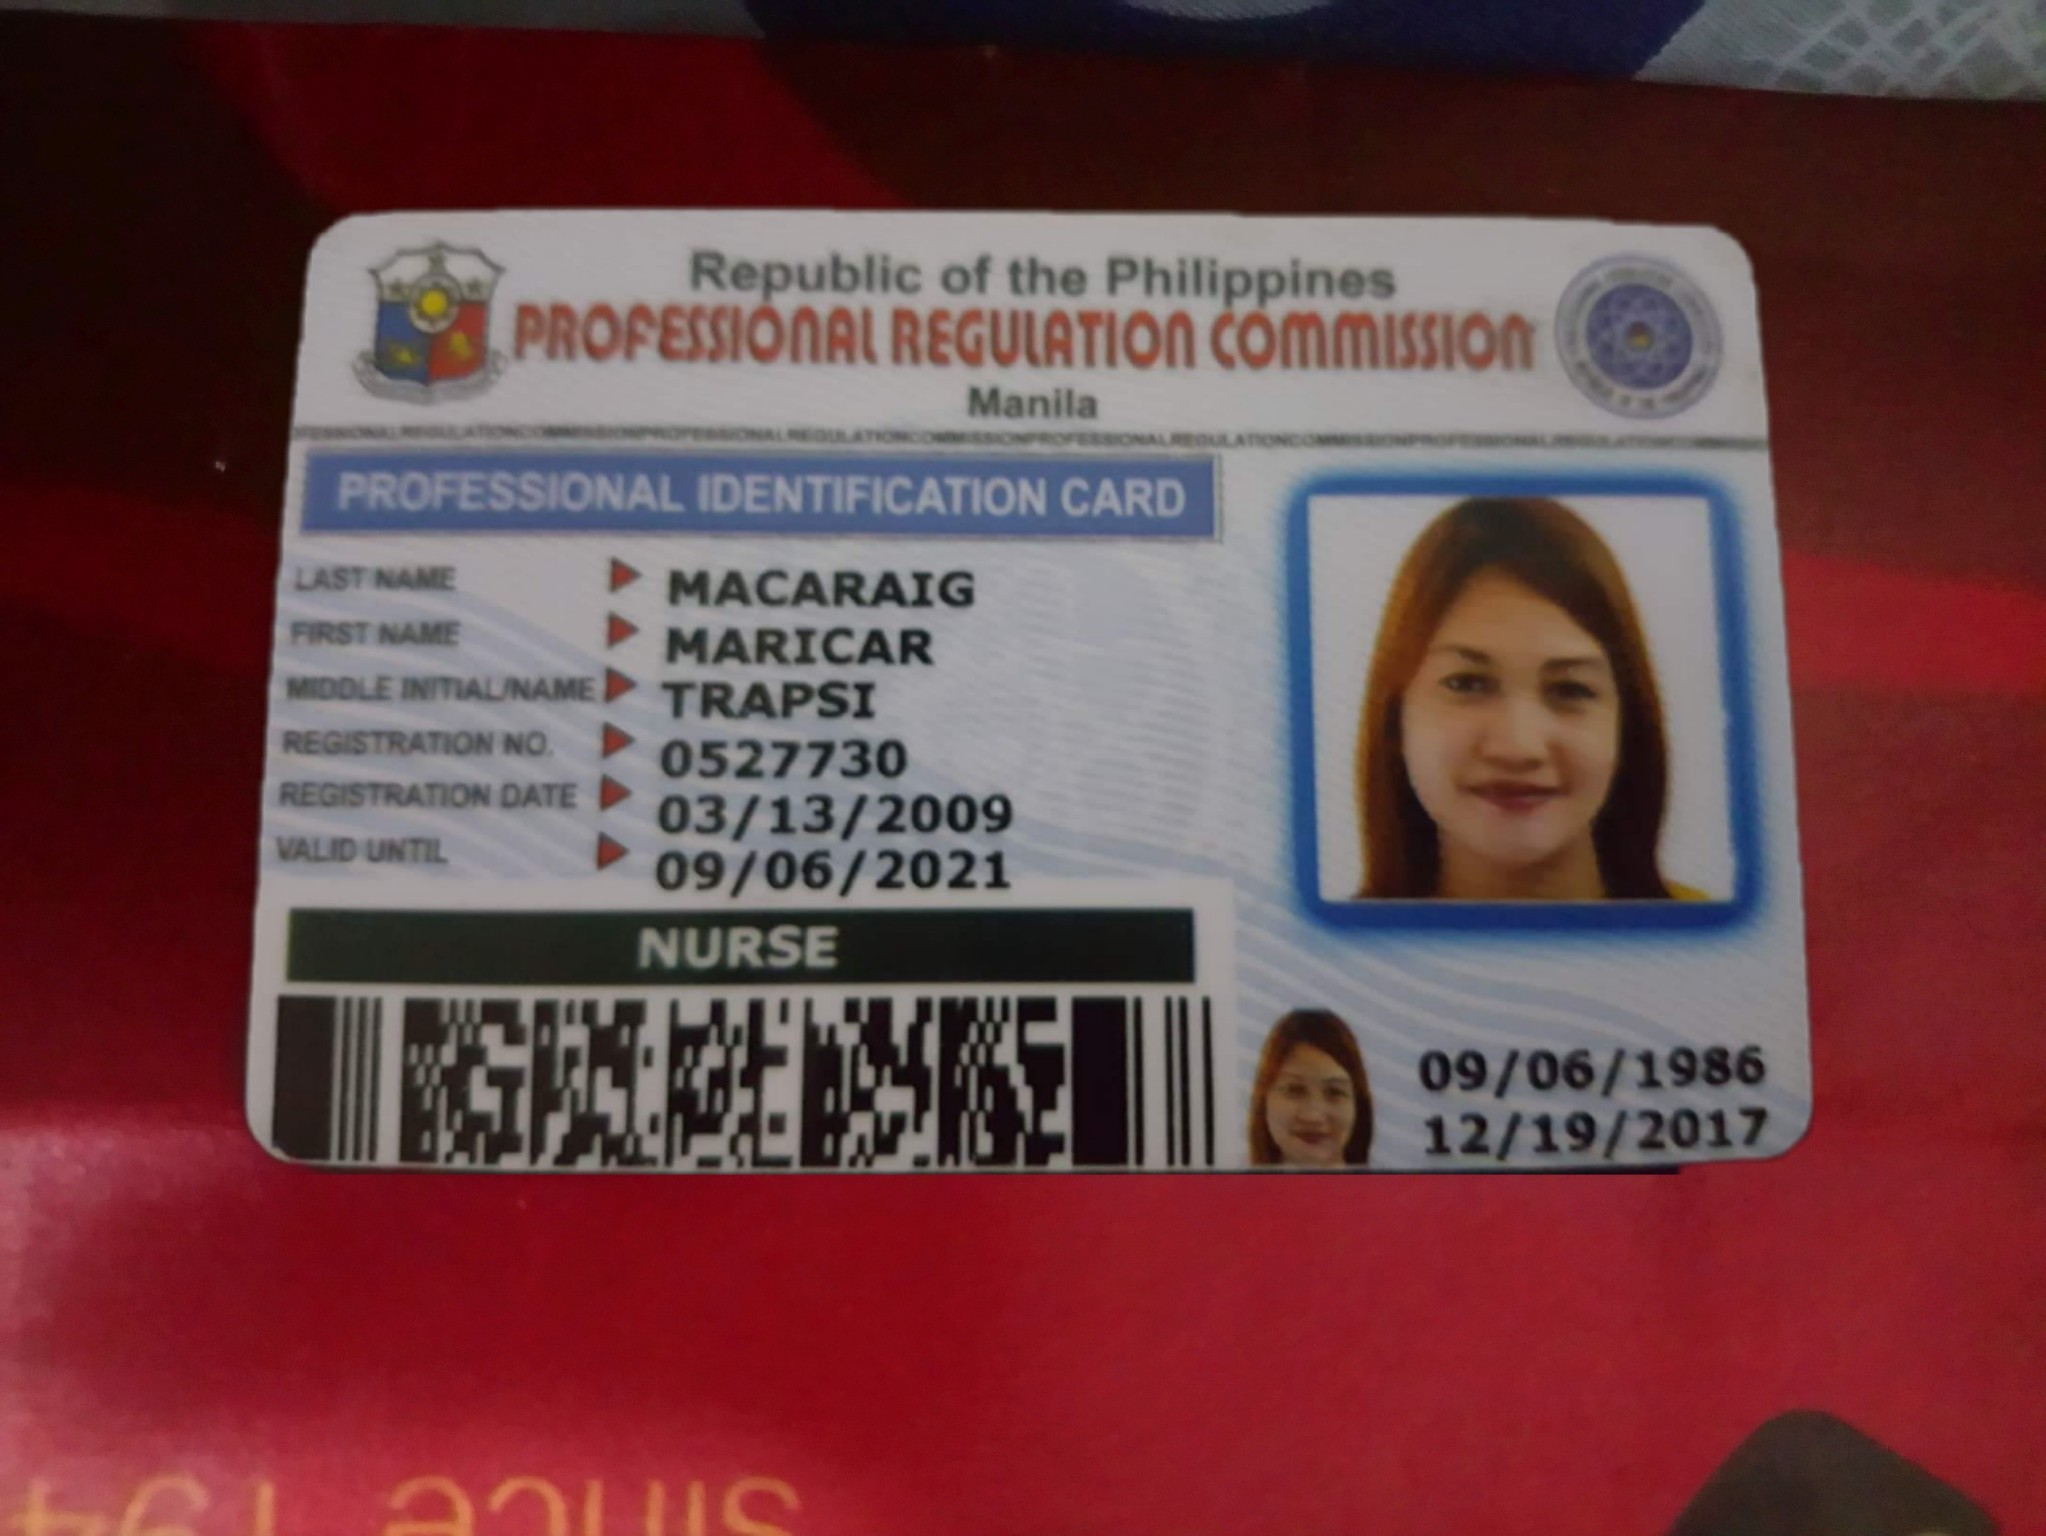 Republic of the Philippines
PROFESSIONAL REGULATION COMMISSION
Manila
PROFESSIONAL IDENTIFICATION CARD
LAST NAME MACARAIG
FIRST NAME MARICAR
MIDDLE INITIAL/NAME TRAPSI
REGISTRATION NO. 0527730
REGISTRATION DATE 03/13/2009
VALID UNTIL 09/06/2021
NURSE
09/06/1986
12/19/2017
since 194